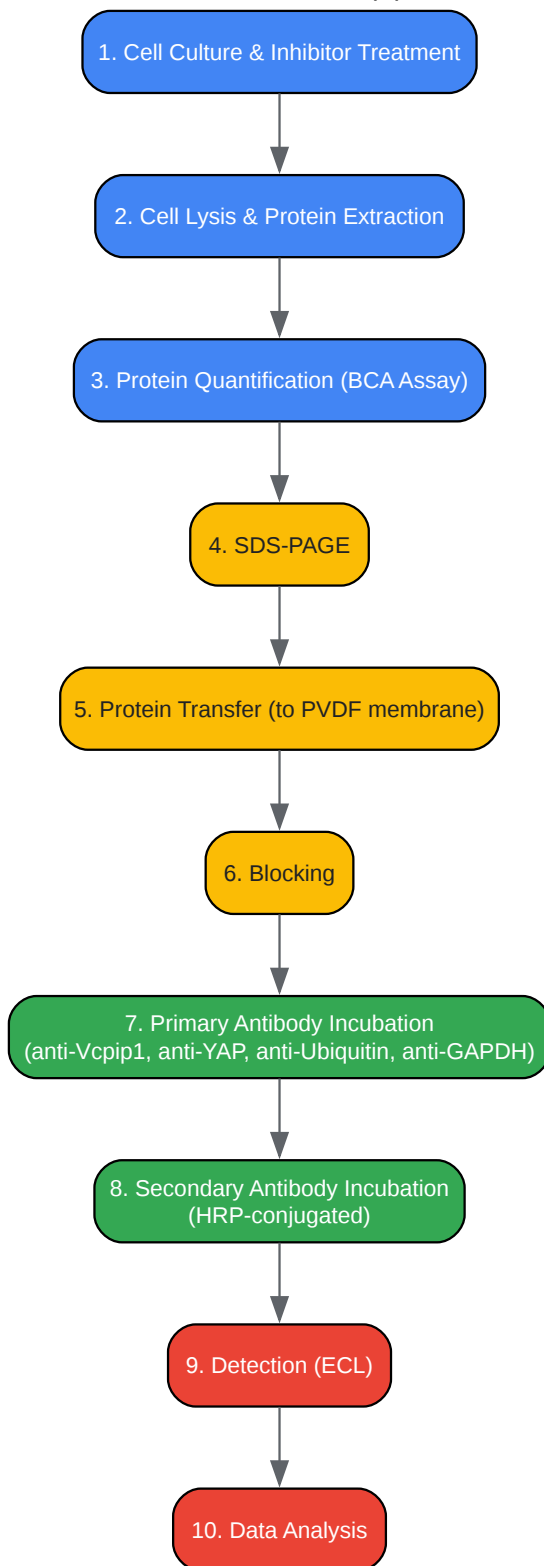 1. Cell Culture & Inhibitor Treatment
2. Cell Lysis & Protein Extraction
3. Protein Quantification (BCA Assay)
4. SDS-PAGE
5. Protein Transfer (to PVDF membrane)
6. Blocking
7. Primary Antibody Incubation
(anti-Vcpip1, anti-YAP, anti-Ubiquitin, anti-GAPDH)
8. Secondary Antibody Incubation
(HRP-conjugated)
9. Detection (ECL)
10. Data Analysis